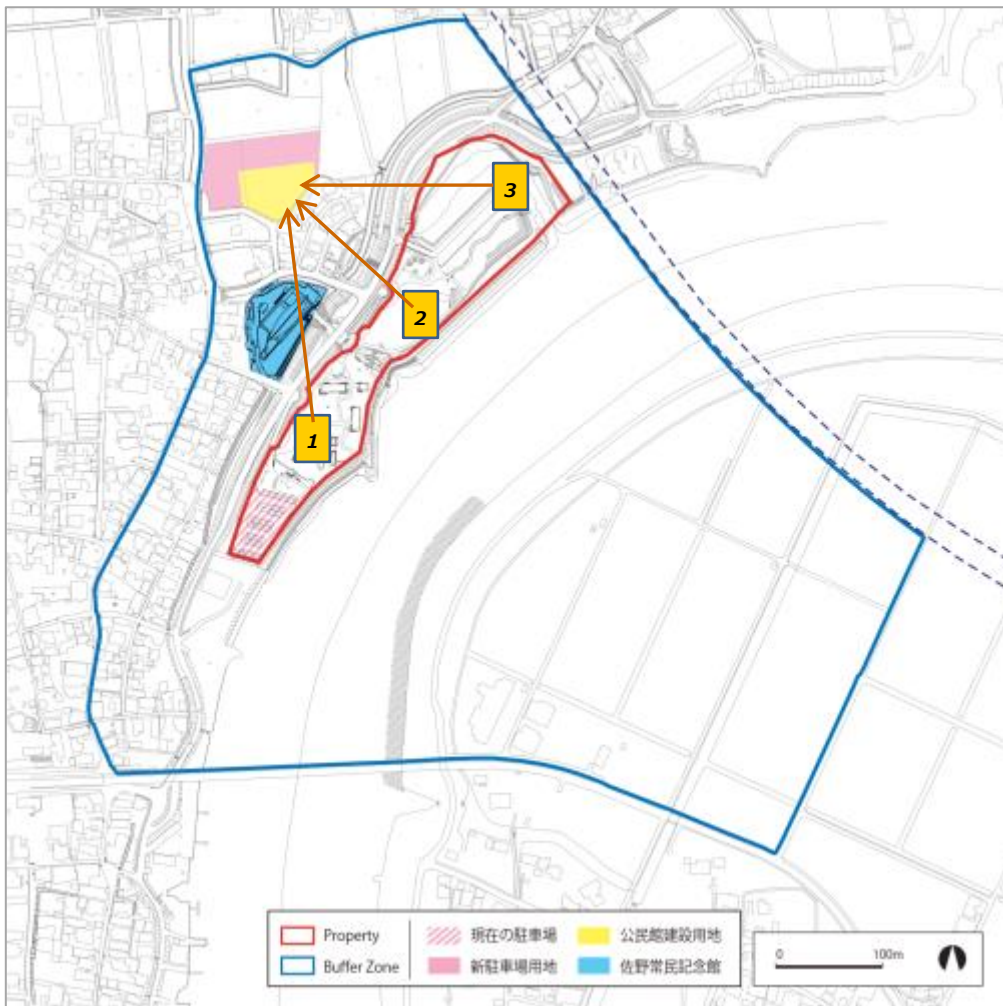 3
2
1
Property
Buffer Zone
現在の駐車場
新駐車場用地
公民館建設用地
佐野常民記念館
0 100m